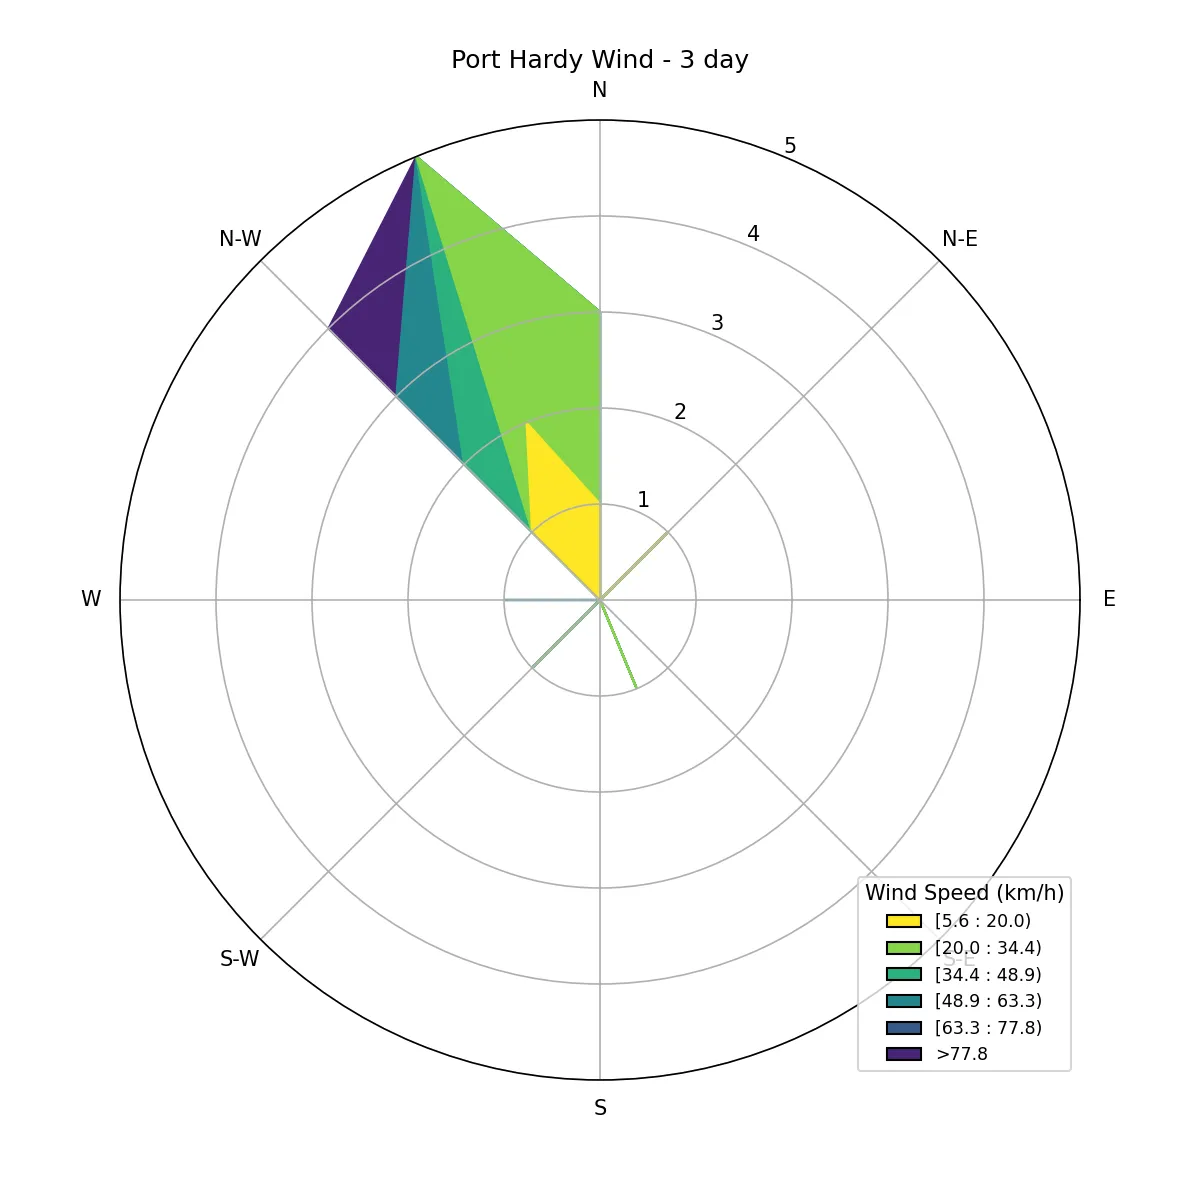 Port Hardy Wind - 3 day
N
5
N-W
N-E
4
3
2
1
W
E
Wind Speed (km/h)
[5.6 : 20.0)
[20.0 : 34.4)
S-W
S-E
[34.4 : 48.9)
[48.9 : 63.3)
[63.3 : 77.8)
>77.8
S